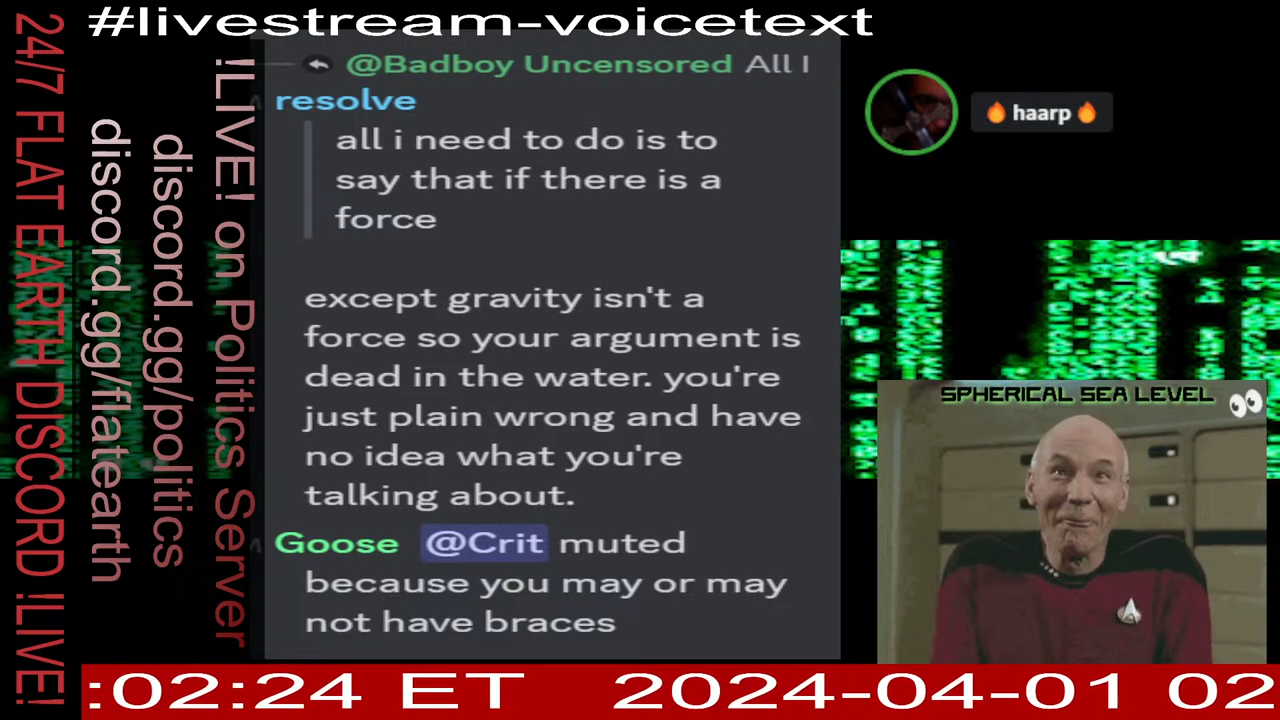 #livestream-voicetext
24/7 FLAT EARTH DISCORD !LIVE!
discord.gg/flatearth
discord.gg/politics
!LIVE! on Politics Server
@Badboy Uncensored All I
resolve
all i need to do is to
say that if there is a
force
except gravity isn't a
force so your argument is
dead in the water. you're
just plain wrong and have
no idea what you're
talking about.
Goose @Crit muted
because you may or may
not have braces
🔥 haarp 🔥
SPHERICAL SEA LEVEL 👀
:02:24 ET 2024-04-01 02